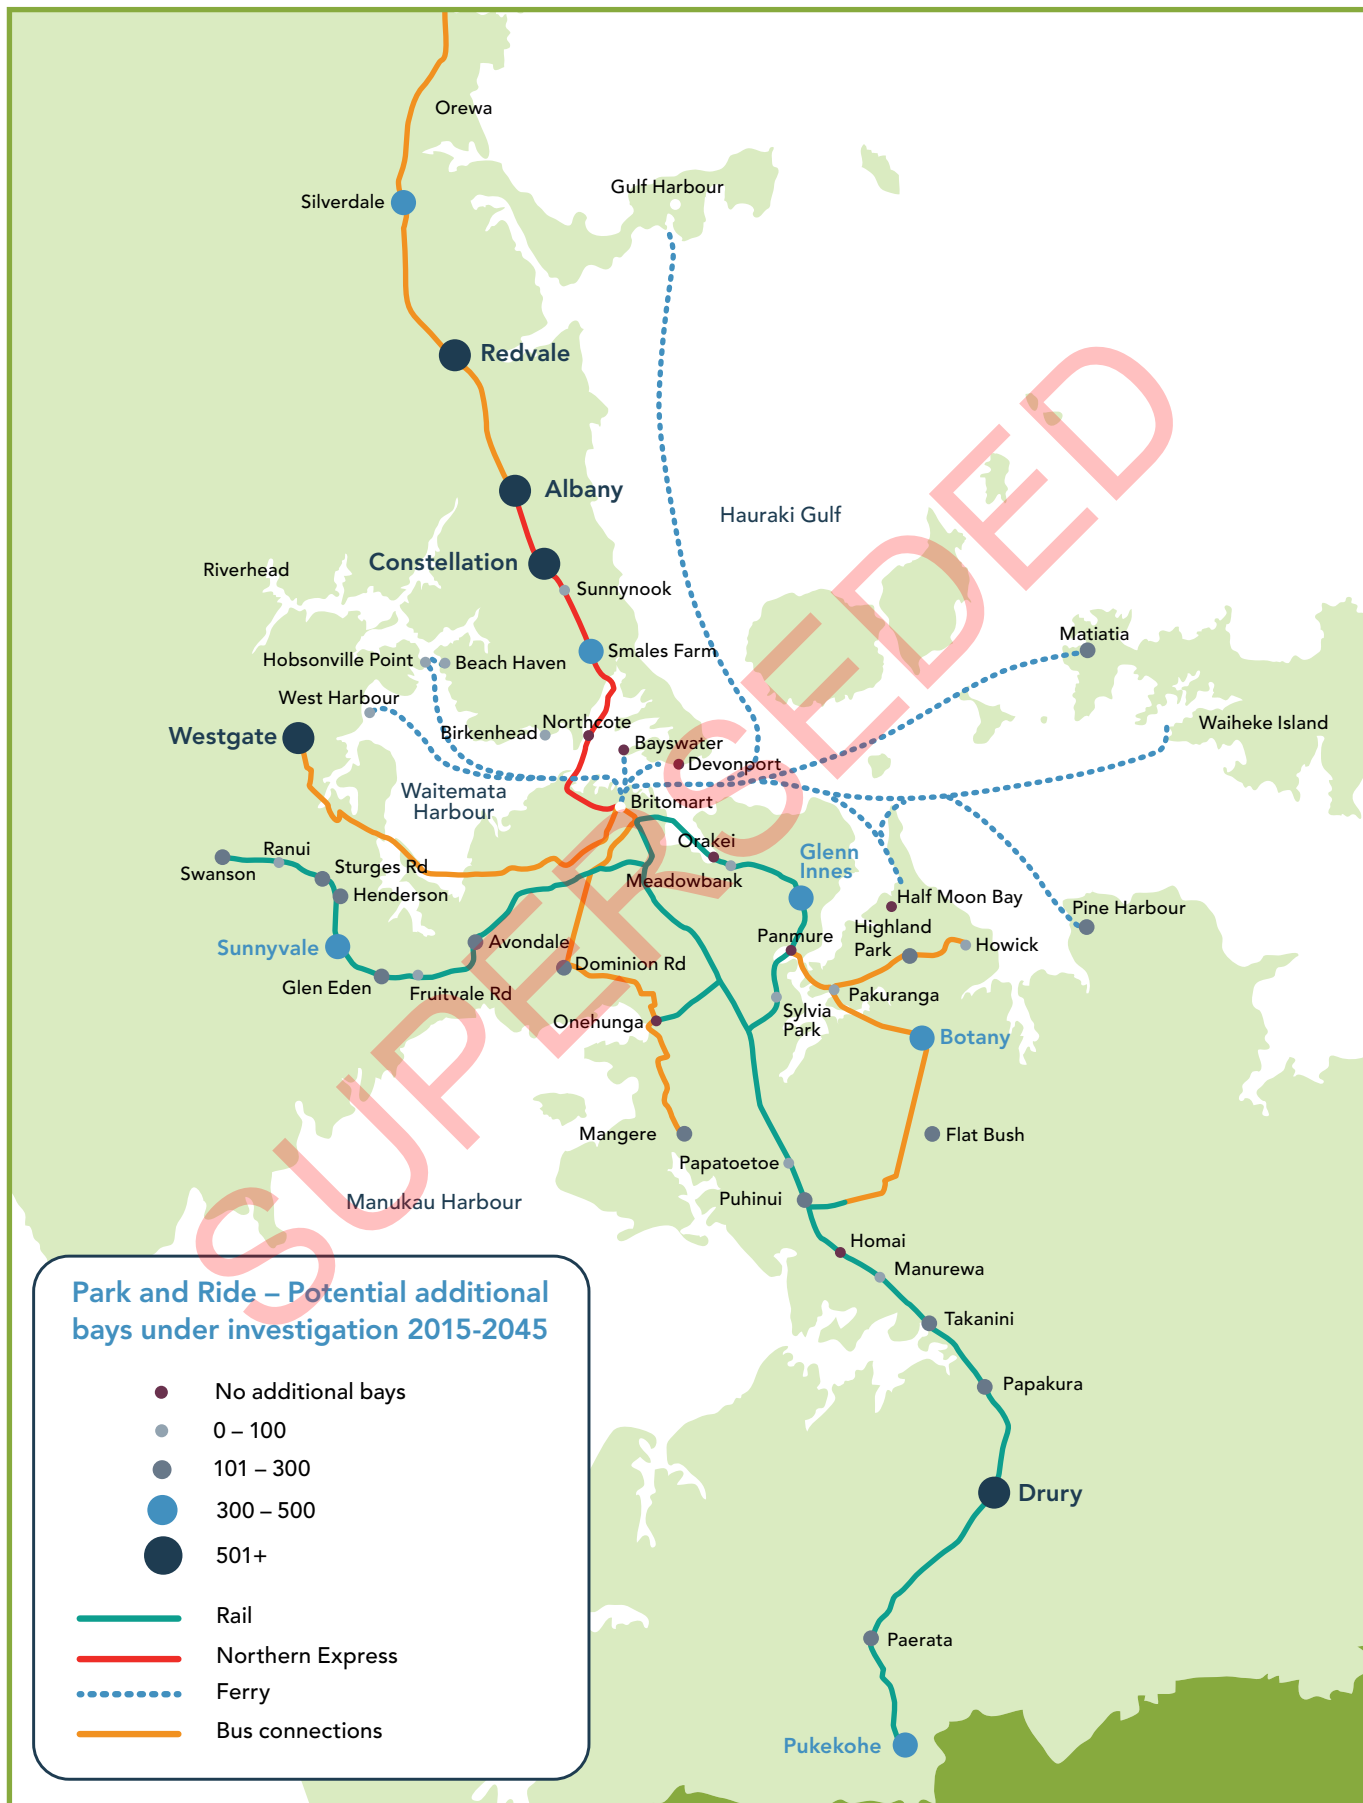 Orewa
Silverdale
Gulf Harbour
Redvale
Albany
Hauraki Gulf
Constellation
Riverhead
Sunnynook
Matiatia
Hobsonville Point
Beach Haven
Smales Farm
West Harbour
Waiheke Island
Westgate
Birkenhead
Northcote
Bayswater
Devonport
Waitemata
Harbour
Britomart
Orakei
Glenn
Innes
Ranui
Swanson
Sturges Rd
Meadowbank
Henderson
Half Moon Bay
Pine Harbour
Highland
Park
Howick
Sunnyvale
Avondale
Panmure
Dominion Rd
Glen Eden
Fruitvale Rd
Pakuranga
Sylvia
Park
Onehunga
Botany
Mangere
Flat Bush
Papatoetoe
Puhinui
Manukau Harbour
Homai
Manurewa
Takanini
Papakura
Drury
Paerata
Pukekohe
SUPERSEDED
Park and Ride – Potential additional
bays under investigation 2015-2045
No additional bays
0 – 100
101 – 300
300 – 500
501+
Rail
Northern Express
Ferry
Bus connections